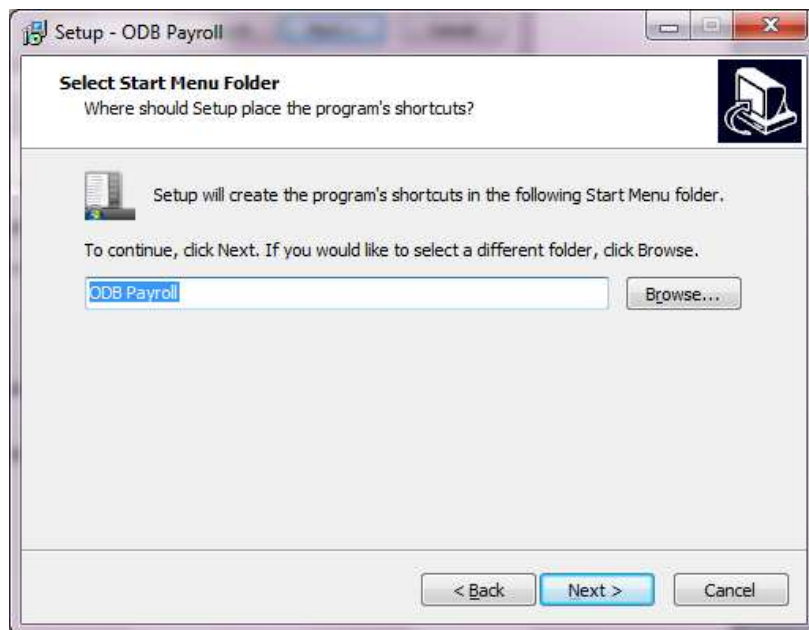 Setup - ODB Payroll
Select Start Menu Folder
Where should Setup place the program's shortcuts?
Setup will create the program's shortcuts in the following Start Menu folder.
To continue, click Next. If you would like to select a different folder, click Browse.
ODB Payroll
Browse...
< Back
Next >
Cancel